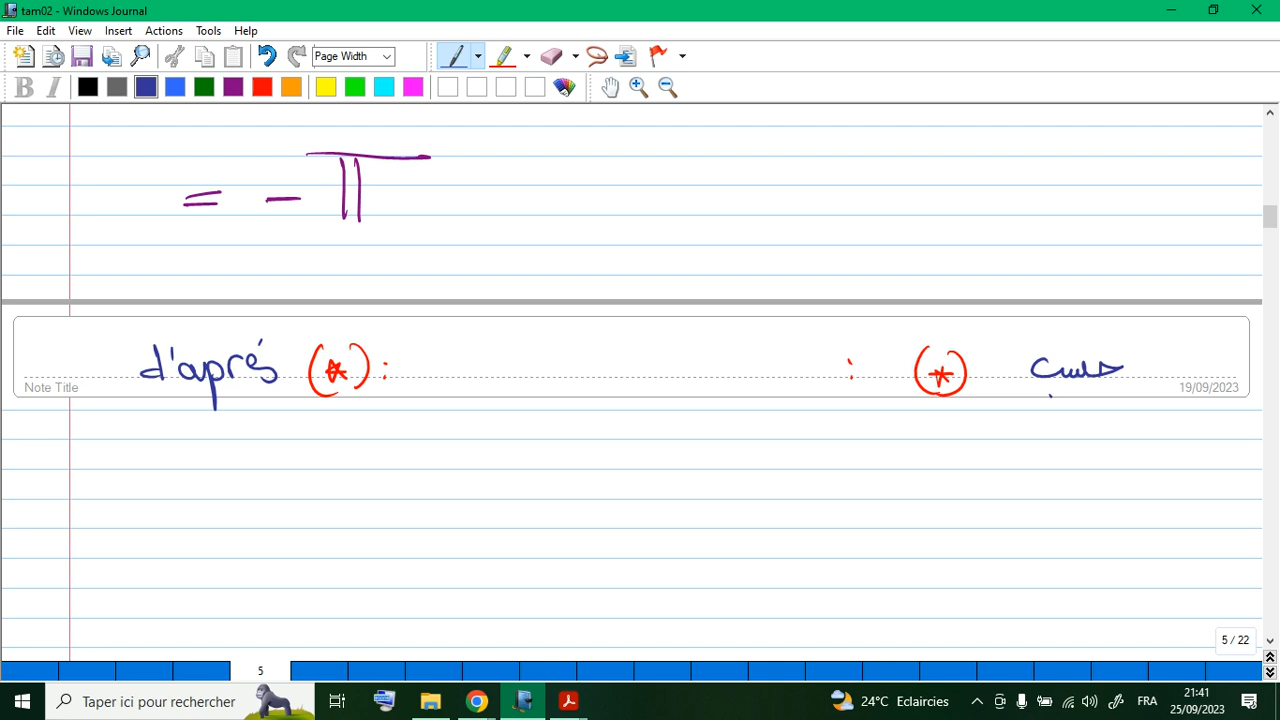 tam02 - Windows Journal
File Edit View Insert Actions Tools Help
Page Width
B I
= - π
d'aprés (*): : (*) حسب
Note Title 19/09/2023
5 / 22
5
Taper ici pour rechercher 24°C Eclaircies FRA 21:41
25/09/2023